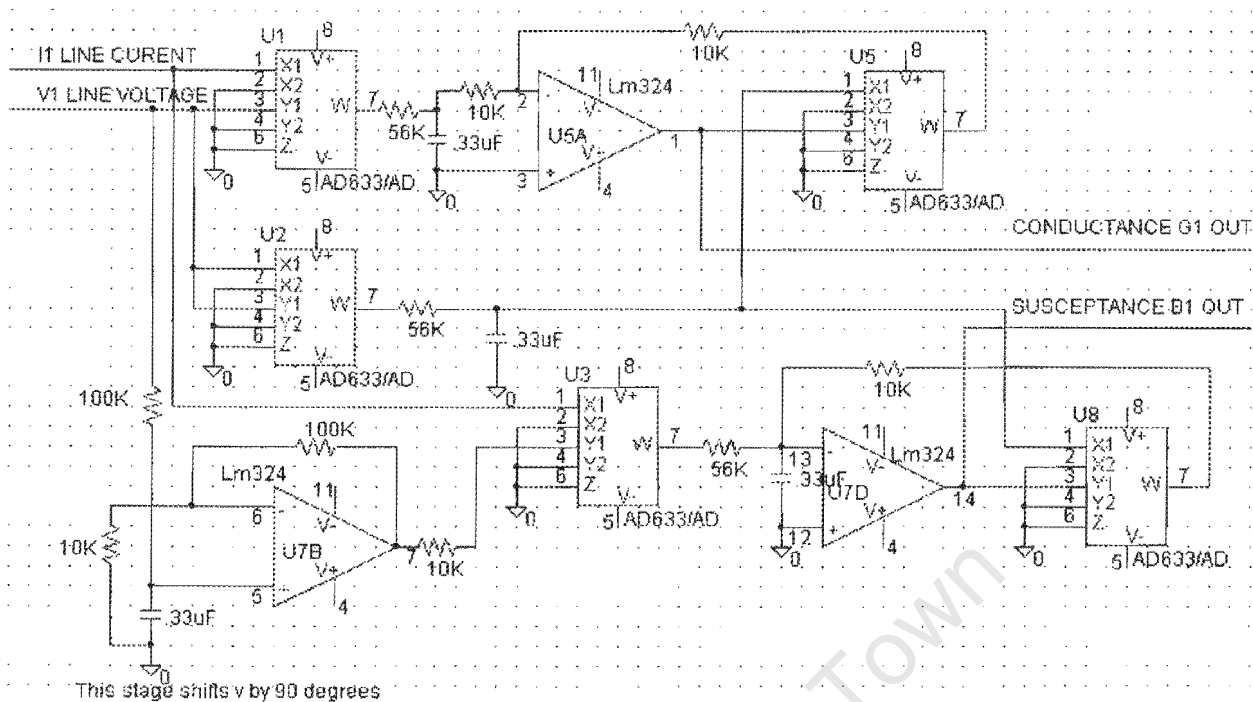 I1 LINE CURENT
V1 LINE VOLTAGE
U1
8
V+
1 X1
2 X2
3 Y1
4 Y2
6 Z
W 7
V-
5 AD633/AD
0
56K
.33uF
0
10K
2 -
3 +
11
V-
Lm324
U5A
V+
4
1
10K
U5
8
V+
1 X1
2 X2
3 Y1
4 Y2
6 Z
W 7
V-
5 AD633/AD
0
CONDUCTANCE G1 OUT
U2
8
V+
1 X1
2 X2
3 Y1
4 Y2
6 Z
W 7
V-
5 AD633/AD
0
56K
.33uF
0
SUSCEPTANCE B1 OUT
100K
100K
Lm324
11
V-
6 -
U7B
V+
5 +
4
7
10K
10K
.33uF
0
U3
8
V+
1 X1
2 X2
3 Y1
4 Y2
6 Z
W 7
V-
5 AD633/AD
0
56K
10K
13 -
.33uF
12 +
0
11
V-
Lm324
U7D
V+
4
14
U8
8
V+
1 X1
2 X2
3 Y1
4 Y2
6 Z
W 7
V-
5 AD633/AD
0
This stage shifts v by 90 degrees
Town